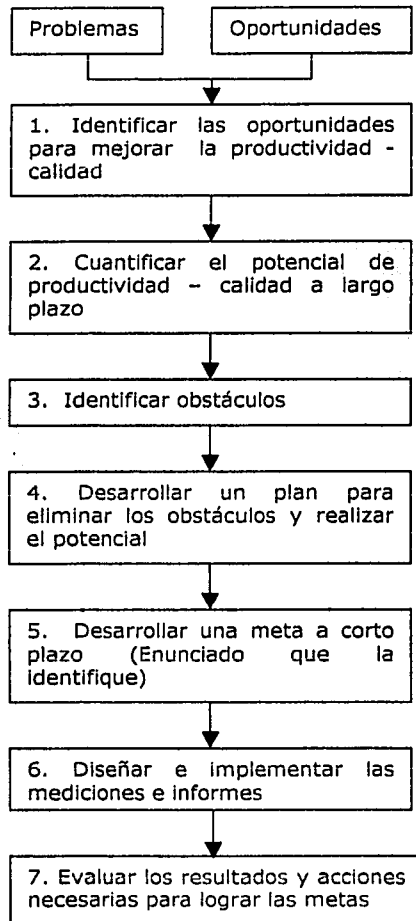 Problemas
Oportunidades
1. Identificar las oportunidades
para mejorar la productividad -
calidad
2. Cuantificar el potencial de
productividad – calidad a largo
plazo
3. Identificar obstáculos
4. Desarrollar un plan para
eliminar los obstáculos y realizar
el potencial
5. Desarrollar una meta a corto
plazo (Enunciado que la
identifique)
6. Diseñar e implementar las
mediciones e informes
7. Evaluar los resultados y acciones
necesarias para lograr las metas